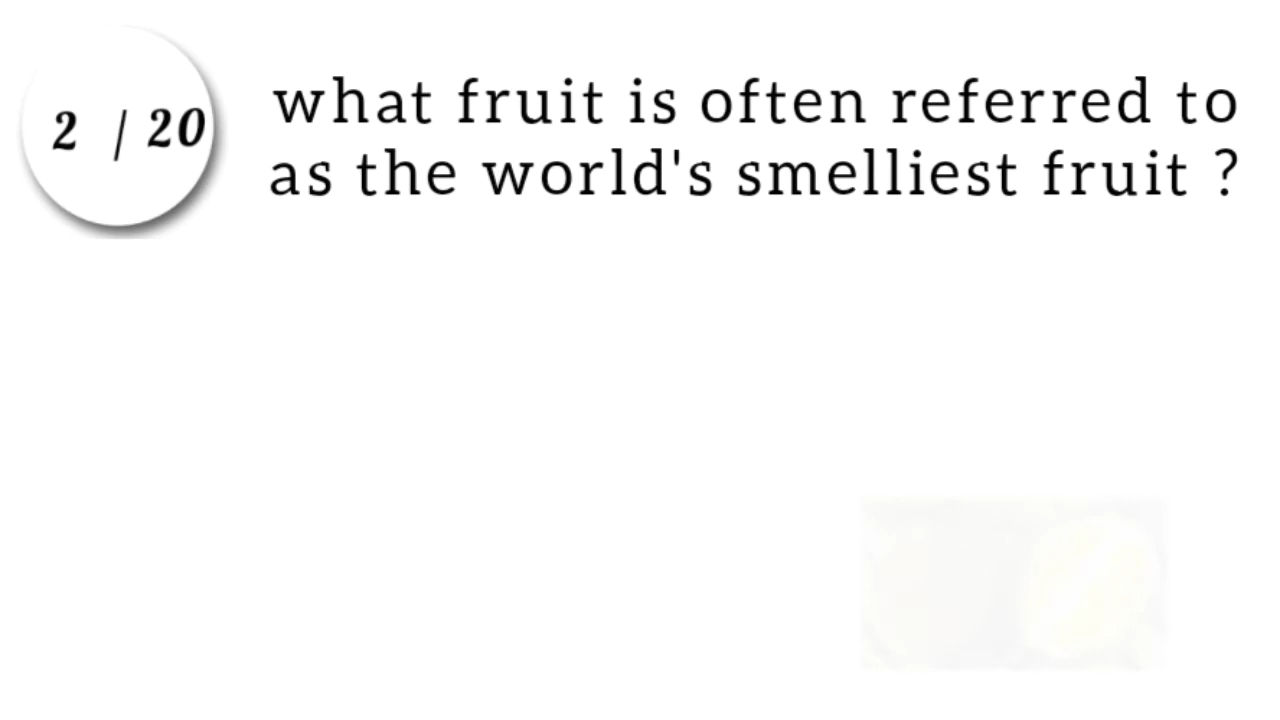 2 / 20
what fruit is often referred to
as the world's smelliest fruit ?